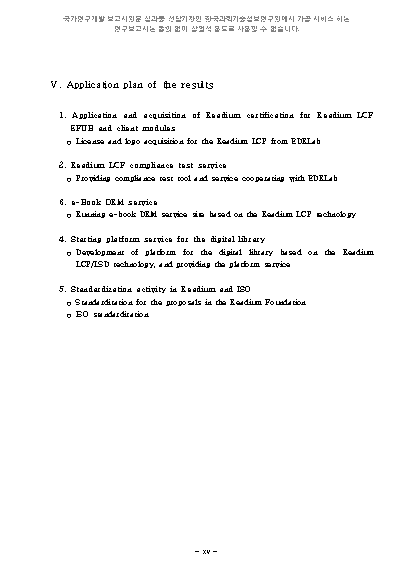 국가연구개발 보고서원문 성과물 전담기관인 한국과학기술정보연구원에서 가공·서비스 하는
연구보고서는 동의 없이 상업적 용도로 사용할 수 없습니다.
V. Application plan of the results
1. Application and acquisition of Readium certification for Readium LCP
EPUB and client modules
o License and logo acquisition for the Readium LCP from EDRLab
2. Readium LCP compliance test service
o Providing compliance test tool and service cooperating with EDRLab
3. e-Book DRM service
o Running e-book DRM service site based on the Readium LCP technology
4. Starting platform service for the digital library
o Development of platform for the digital library based on the Readium
LCP/LSD technology, and providing the platform service
5. Standardization activity in Readium and ISO
o Standardization for the proposals in the Readium Foundation
o ISO standardization
- xv -